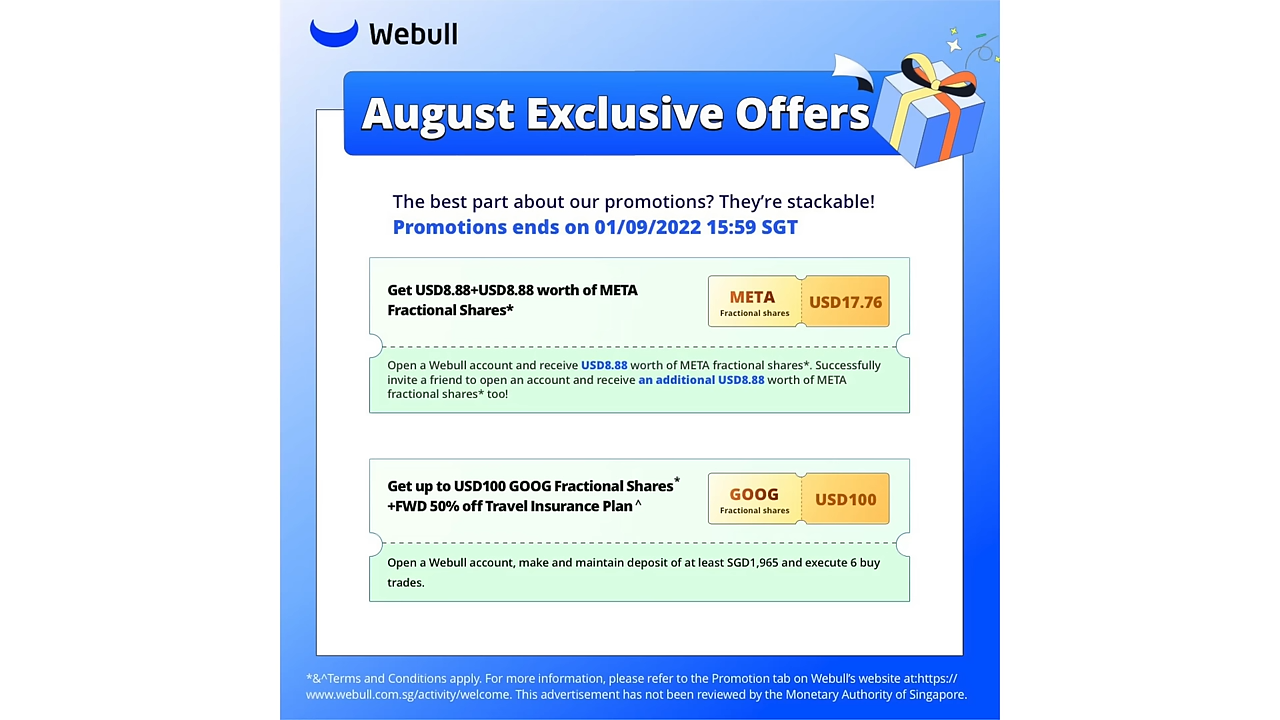 Webull
August Exclusive Offers
The best part about our promotions? They’re stackable!
Promotions ends on 01/09/2022 15:59 SGT
Get USD8.88+USD8.88 worth of META
Fractional Shares*
META
Fractional shares
USD17.76
Open a Webull account and receive USD8.88 worth of META fractional shares*. Successfully
invite a friend to open an account and receive an additional USD8.88 worth of META
fractional shares* too!
Get up to USD100 GOOG Fractional Shares*
+FWD 50% off Travel Insurance Plan ^
GOOG
Fractional shares
USD100
Open a Webull account, make and maintain deposit of at least SGD1,965 and execute 6 buy
trades.
*&^Terms and Conditions apply. For more information, please refer to the Promotion tab on Webull’s website at:https://
www.webull.com.sg/activity/welcome. This advertisement has not been reviewed by the Monetary Authority of Singapore.